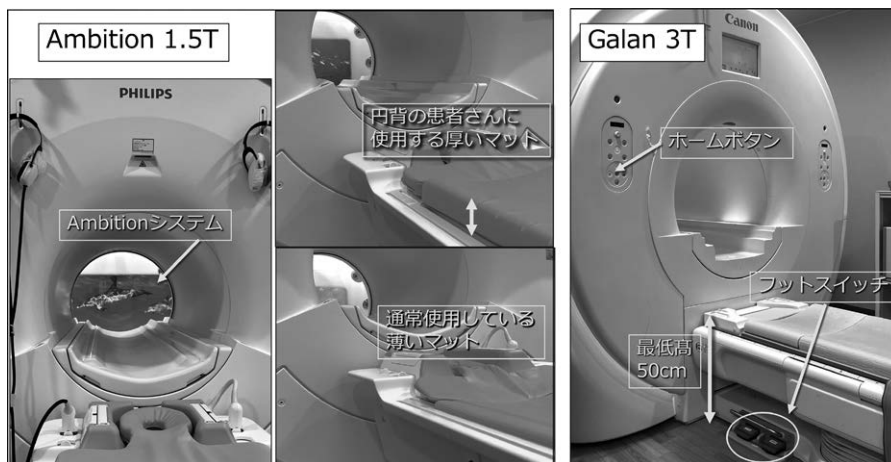 Ambition 1.5T
PHILIPS
Ambitionシステム
円背の患者さんに
使用する厚いマット
通常使用している
薄いマット
Galan 3T
Canon
ホームボタン
フットスイッチ
最低高
50cm